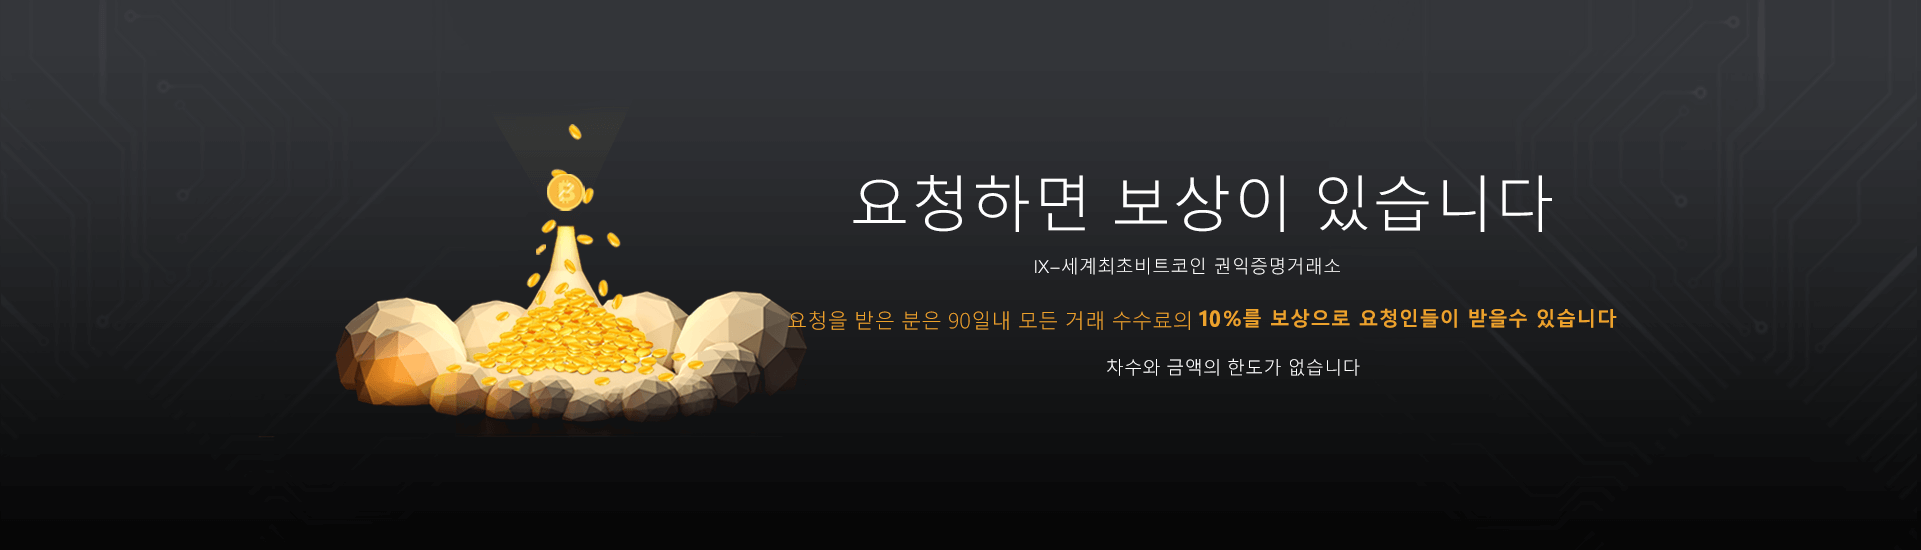 요청하면 보상이 있습니다
IX-세계최초비트코인 권익증명거래소
요청을 받은 분은 90일내 모든 거래 수수료의 10%를 보상으로 요청인들이 받을수 있습니다
차수와 금액의 한도가 없습니다